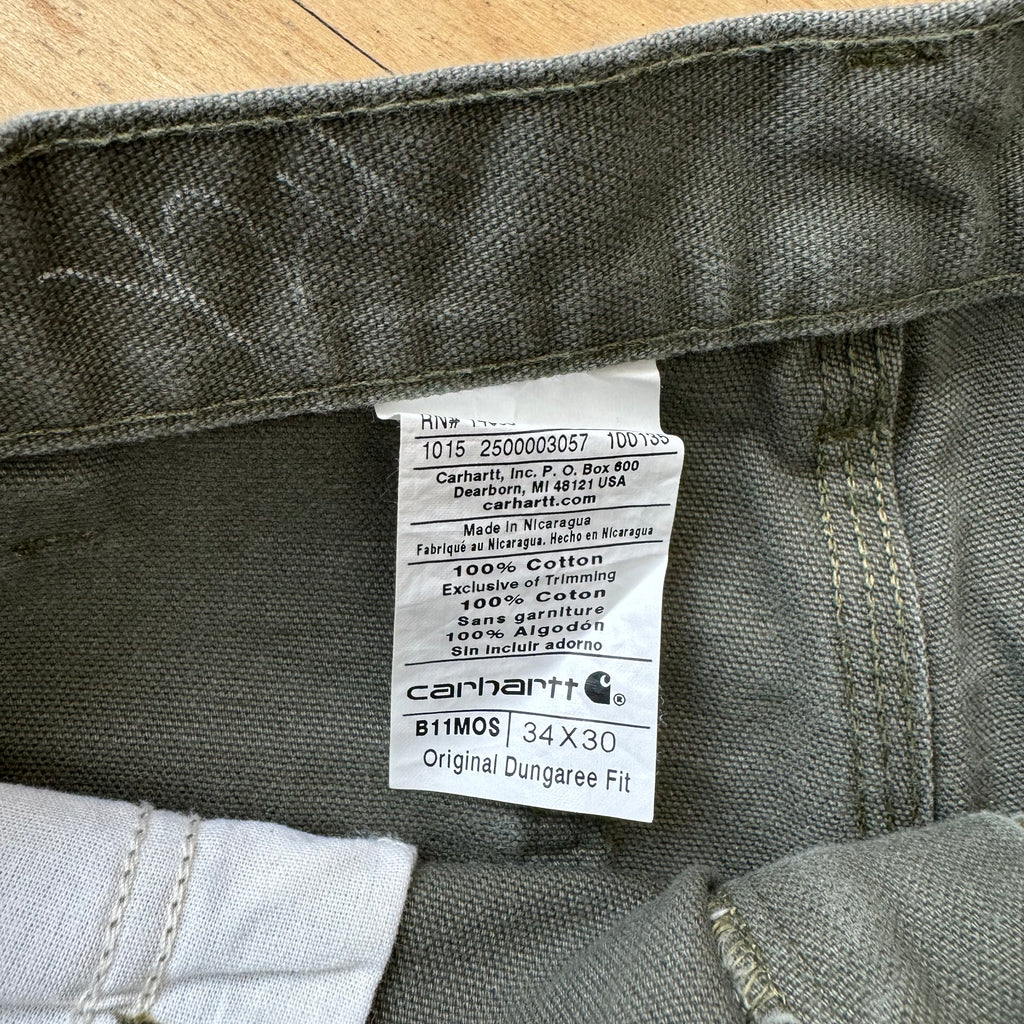 RN#
1015 2500003057 100135
Carhartt, Inc. P. O. Box 600
Dearborn, MI 48121 USA
carhartt.com
Made in Nicaragua
Fabriqué au Nicaragua. Hecho en Nicaragua
100% Cotton
Exclusive of Trimming
100% Coton
Sans garniture
100% Algodón
Sin incluir adorno
carhartt ®
B11MOS 34X30
Original Dungaree Fit